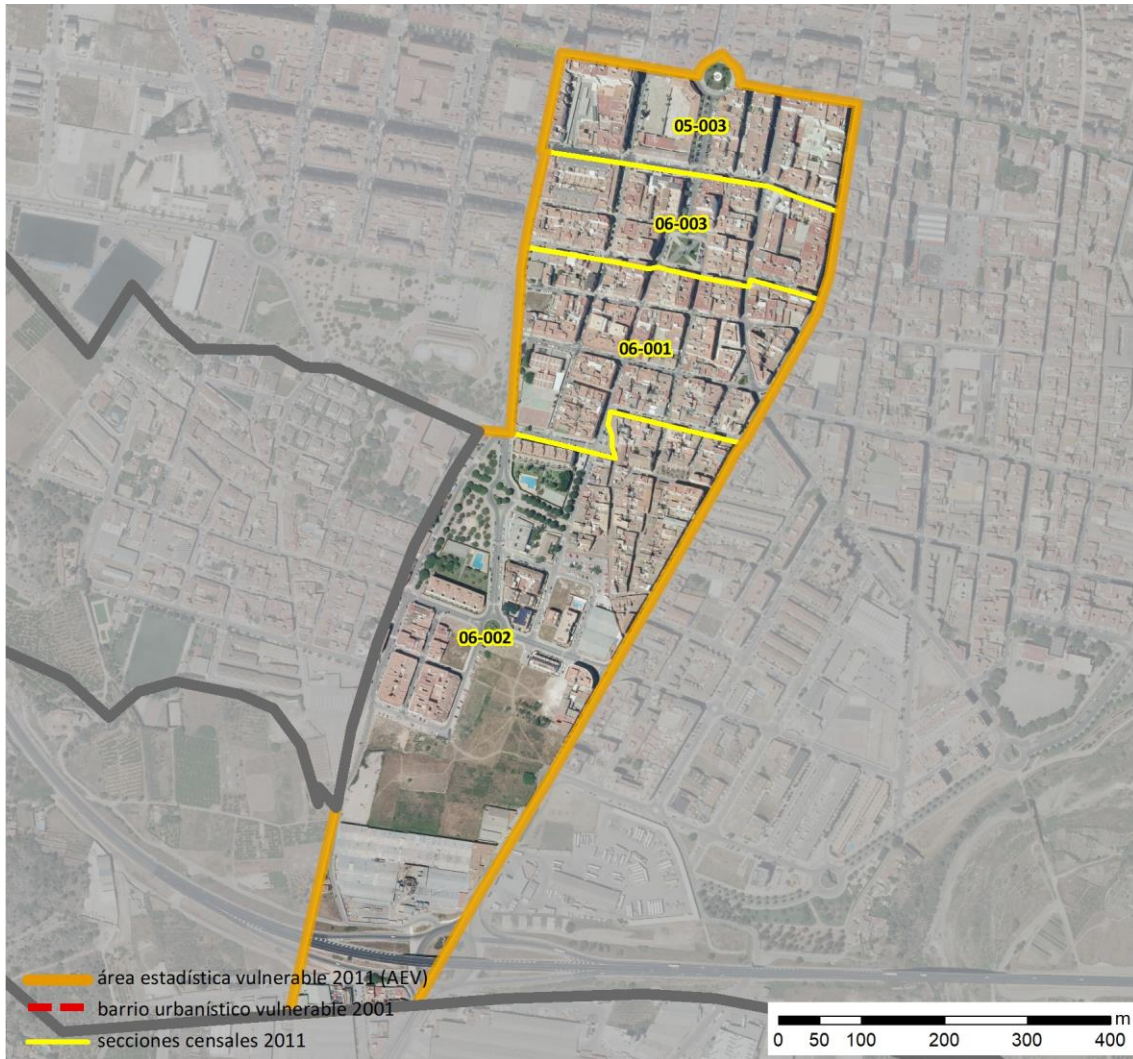 05-003
06-003
06-001
06-002
área estadística vulnerable 2011 (AEV)
barrio urbanístico vulnerable 2001
secciones censales 2011
m
0 50 100 200 300 400